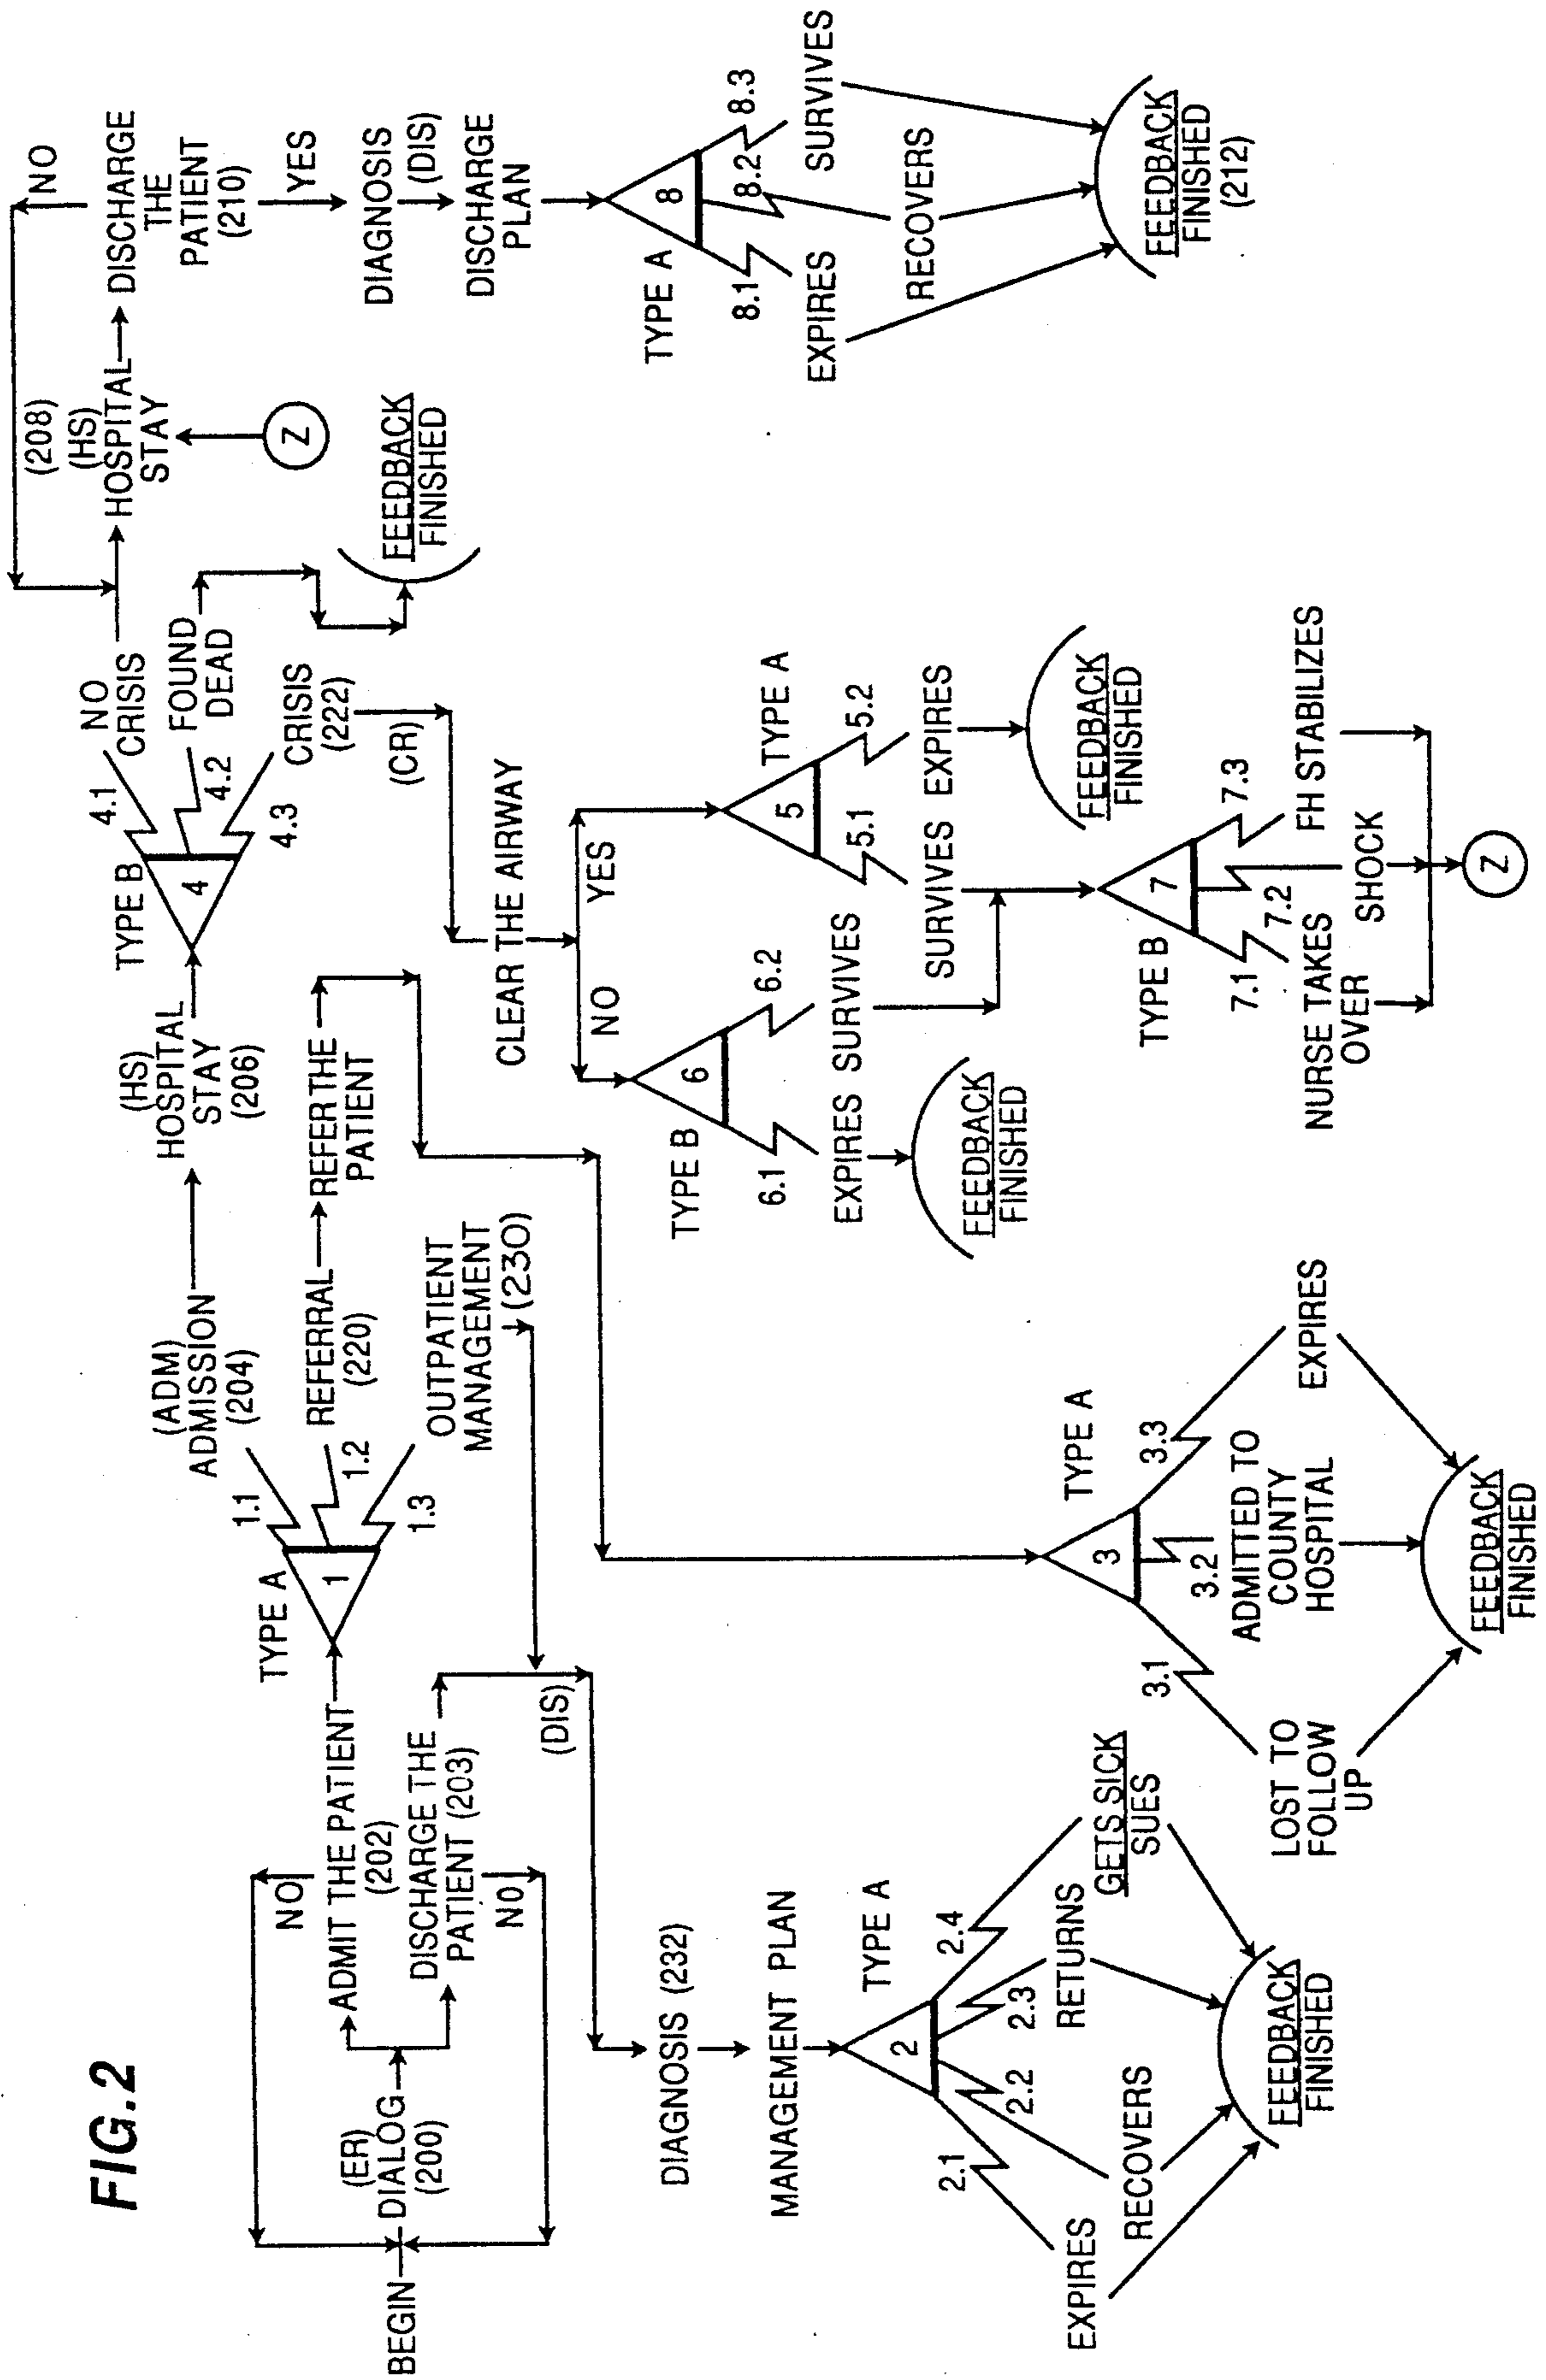 FIG.2
BEGIN
(ER)
DIALOG
(200)
NO
ADMIT THE PATIENT
(202)
DISCHARGE THE
PATIENT (203)
NO
TYPE A
1
1.1
1.2
1.3
(ADM)
ADMISSION
(204)
REFERRAL
(220)
REFER THE
PATIENT
OUTPATIENT
MANAGEMENT
(230)
(DIS)
(HS)
HOSPITAL
STAY
(206)
TYPE B
4
4.1
4.2
4.3
NO
CRISIS
FOUND
DEAD
CRISIS
(222)
(CR)
FEEDBACK
FINISHED
(208)
(HS)
HOSPITAL
STAY
Z
NO
DISCHARGE
THE
PATIENT
(210)
YES
DIAGNOSIS
(DIS)
DISCHARGE
PLAN
TYPE A
8
8.1
8.2
8.3
EXPIRES
RECOVERS
SURVIVES
FEEDBACK
FINISHED
(212)
CLEAR THE AIRWAY
NO
YES
TYPE B
6
6.1
6.2
EXPIRES
SURVIVES
FEEDBACK
FINISHED
TYPE A
5
5.1
5.2
SURVIVES
EXPIRES
FEEDBACK
FINISHED
TYPE B
7
7.1
7.2
7.3
NURSE TAKES
OVER
SHOCK
FH STABILIZES
Z
DIAGNOSIS (232)
MANAGEMENT PLAN
TYPE A
2
2.1
2.2
2.3
2.4
EXPIRES
RECOVERS
RETURNS
GETS SICK
SUES
FEEDBACK
FINISHED
TYPE A
3
3.1
3.2
3.3
LOST TO
FOLLOW
UP
ADMITTED TO
COUNTY
HOSPITAL
EXPIRES
FEEDBACK
FINISHED